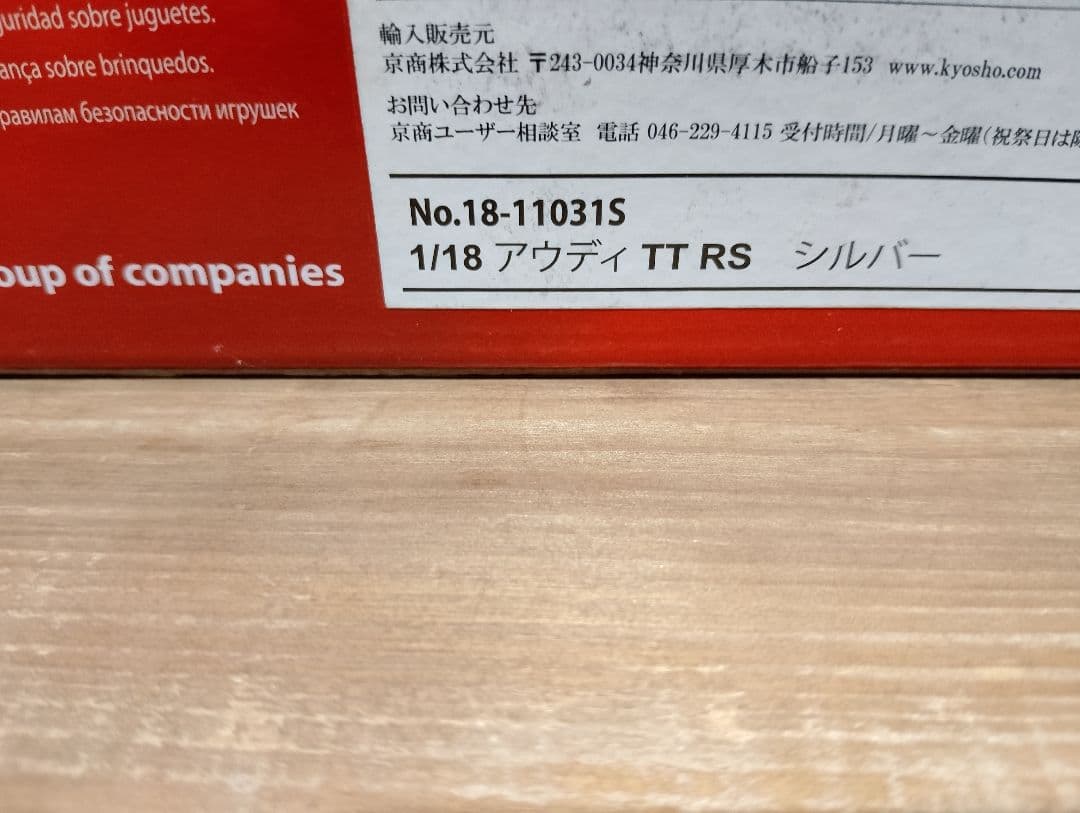 sobre juguetes.
sobre brinquedos.
безопасности игрушек
of companies
輸入販売元
京商株式会社 〒243-0034神奈川県厚木市船子153 www.kyosho.com
お問い合わせ先
京商ユーザー相談室 電話 046-229-4115 受付時間/月曜～金曜(祝祭日は
No.18-11031S
1/18 アウディ TT RS シルバー